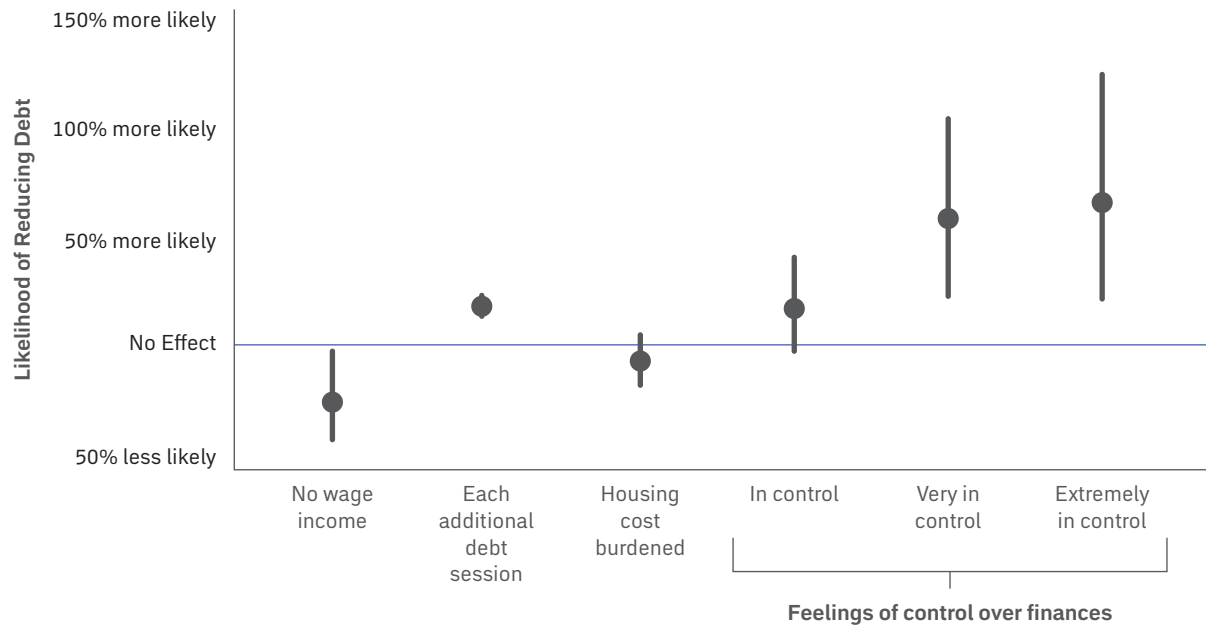 150% more likely
100% more likely
50% more likely
No Effect
50% less likely
Likelihood of Reducing Debt
No wage
income
Each
additional
debt
session
Housing
cost
burdened
In control
Very in
control
Extremely
in control
Feelings of control over finances